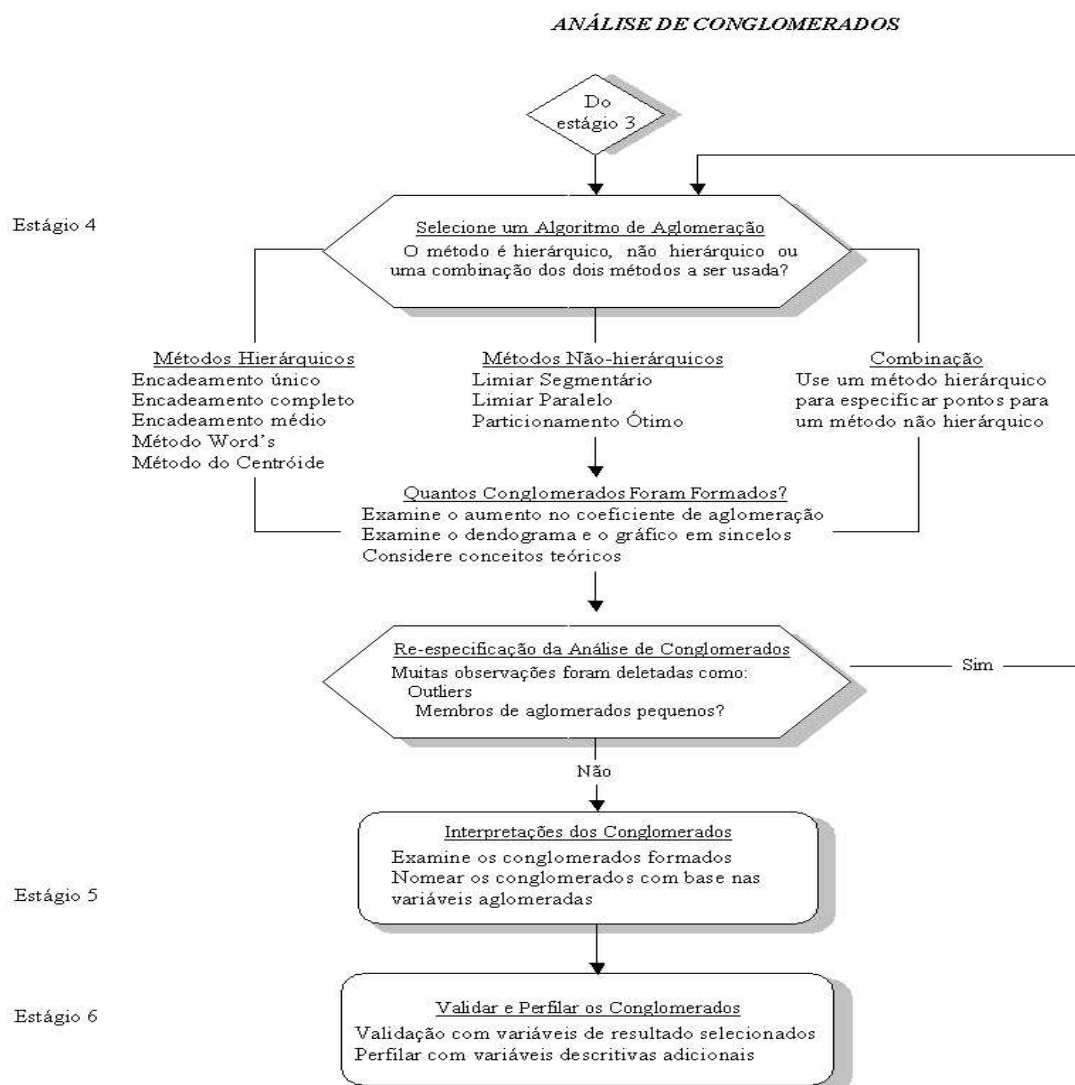 ANÁLISE DE CONGLOMERADOS
Do
estágio 3
Estágio 4
Selecione um Algoritmo de Aglomeração
O método é hierárquico, não hierárquico ou
uma combinação dos dois métodos a ser usada?
Métodos Hierárquicos
Encadeamento único
Encadeamento completo
Encadeamento médio
Método Word's
Método do Centróide
Métodos Não-hierárquicos
Limiar Segmentário
Limiar Paralelo
Particionamento Ótimo
Combinação
Use um método hierárquico
para especificar pontos para
um método não hierárquico
Quantos Conglomerados Foram Formados?
Examine o aumento no coeficiente de aglomeração
Examine o dendograma e o gráfico em sincelos
Considere conceitos teóricos
Re-especificação da Análise de Conglomerados
Muitas observações foram deletadas como:
Outliers
Membros de aglomerados pequenos?
Sim
Não
Interpretações dos Conglomerados
Examine os conglomerados formados
Nomear os conglomerados com base nas
variáveis aglomeradas
Estágio 5
Validar e Perfilar os Conglomerados
Validação com variáveis de resultado selecionados
Perfilar com variáveis descritivas adicionais
Estágio 6